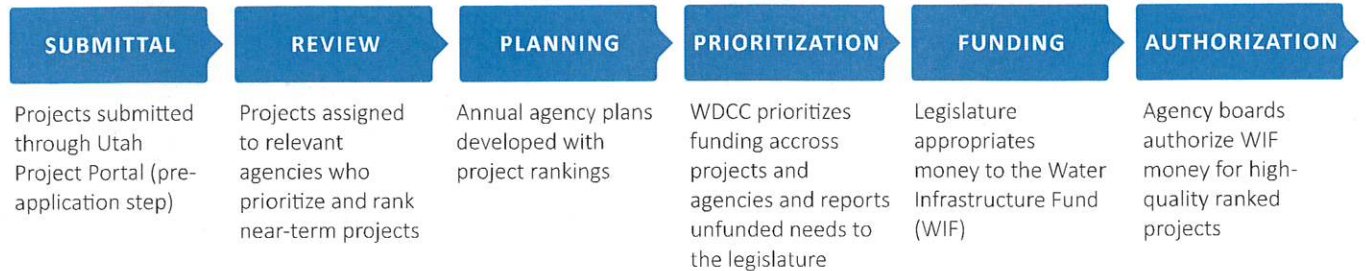 SUBMITTAL
Projects submitted
through Utah
Project Portal (pre-
application step)
REVIEW
Projects assigned
to relevant
agencies who
prioritize and rank
near-term projects
PLANNING
Annual agency plans
developed with
project rankings
PRIORITIZATION
WDCC prioritizes
funding accross
projects and
agencies and reports
unfunded needs to
the legislature
FUNDING
Legislature
appropriates
money to the Water
Infrastructure Fund
(WIF)
AUTHORIZATION
Agency boards
authorize WIF
money for high-
quality ranked
projects